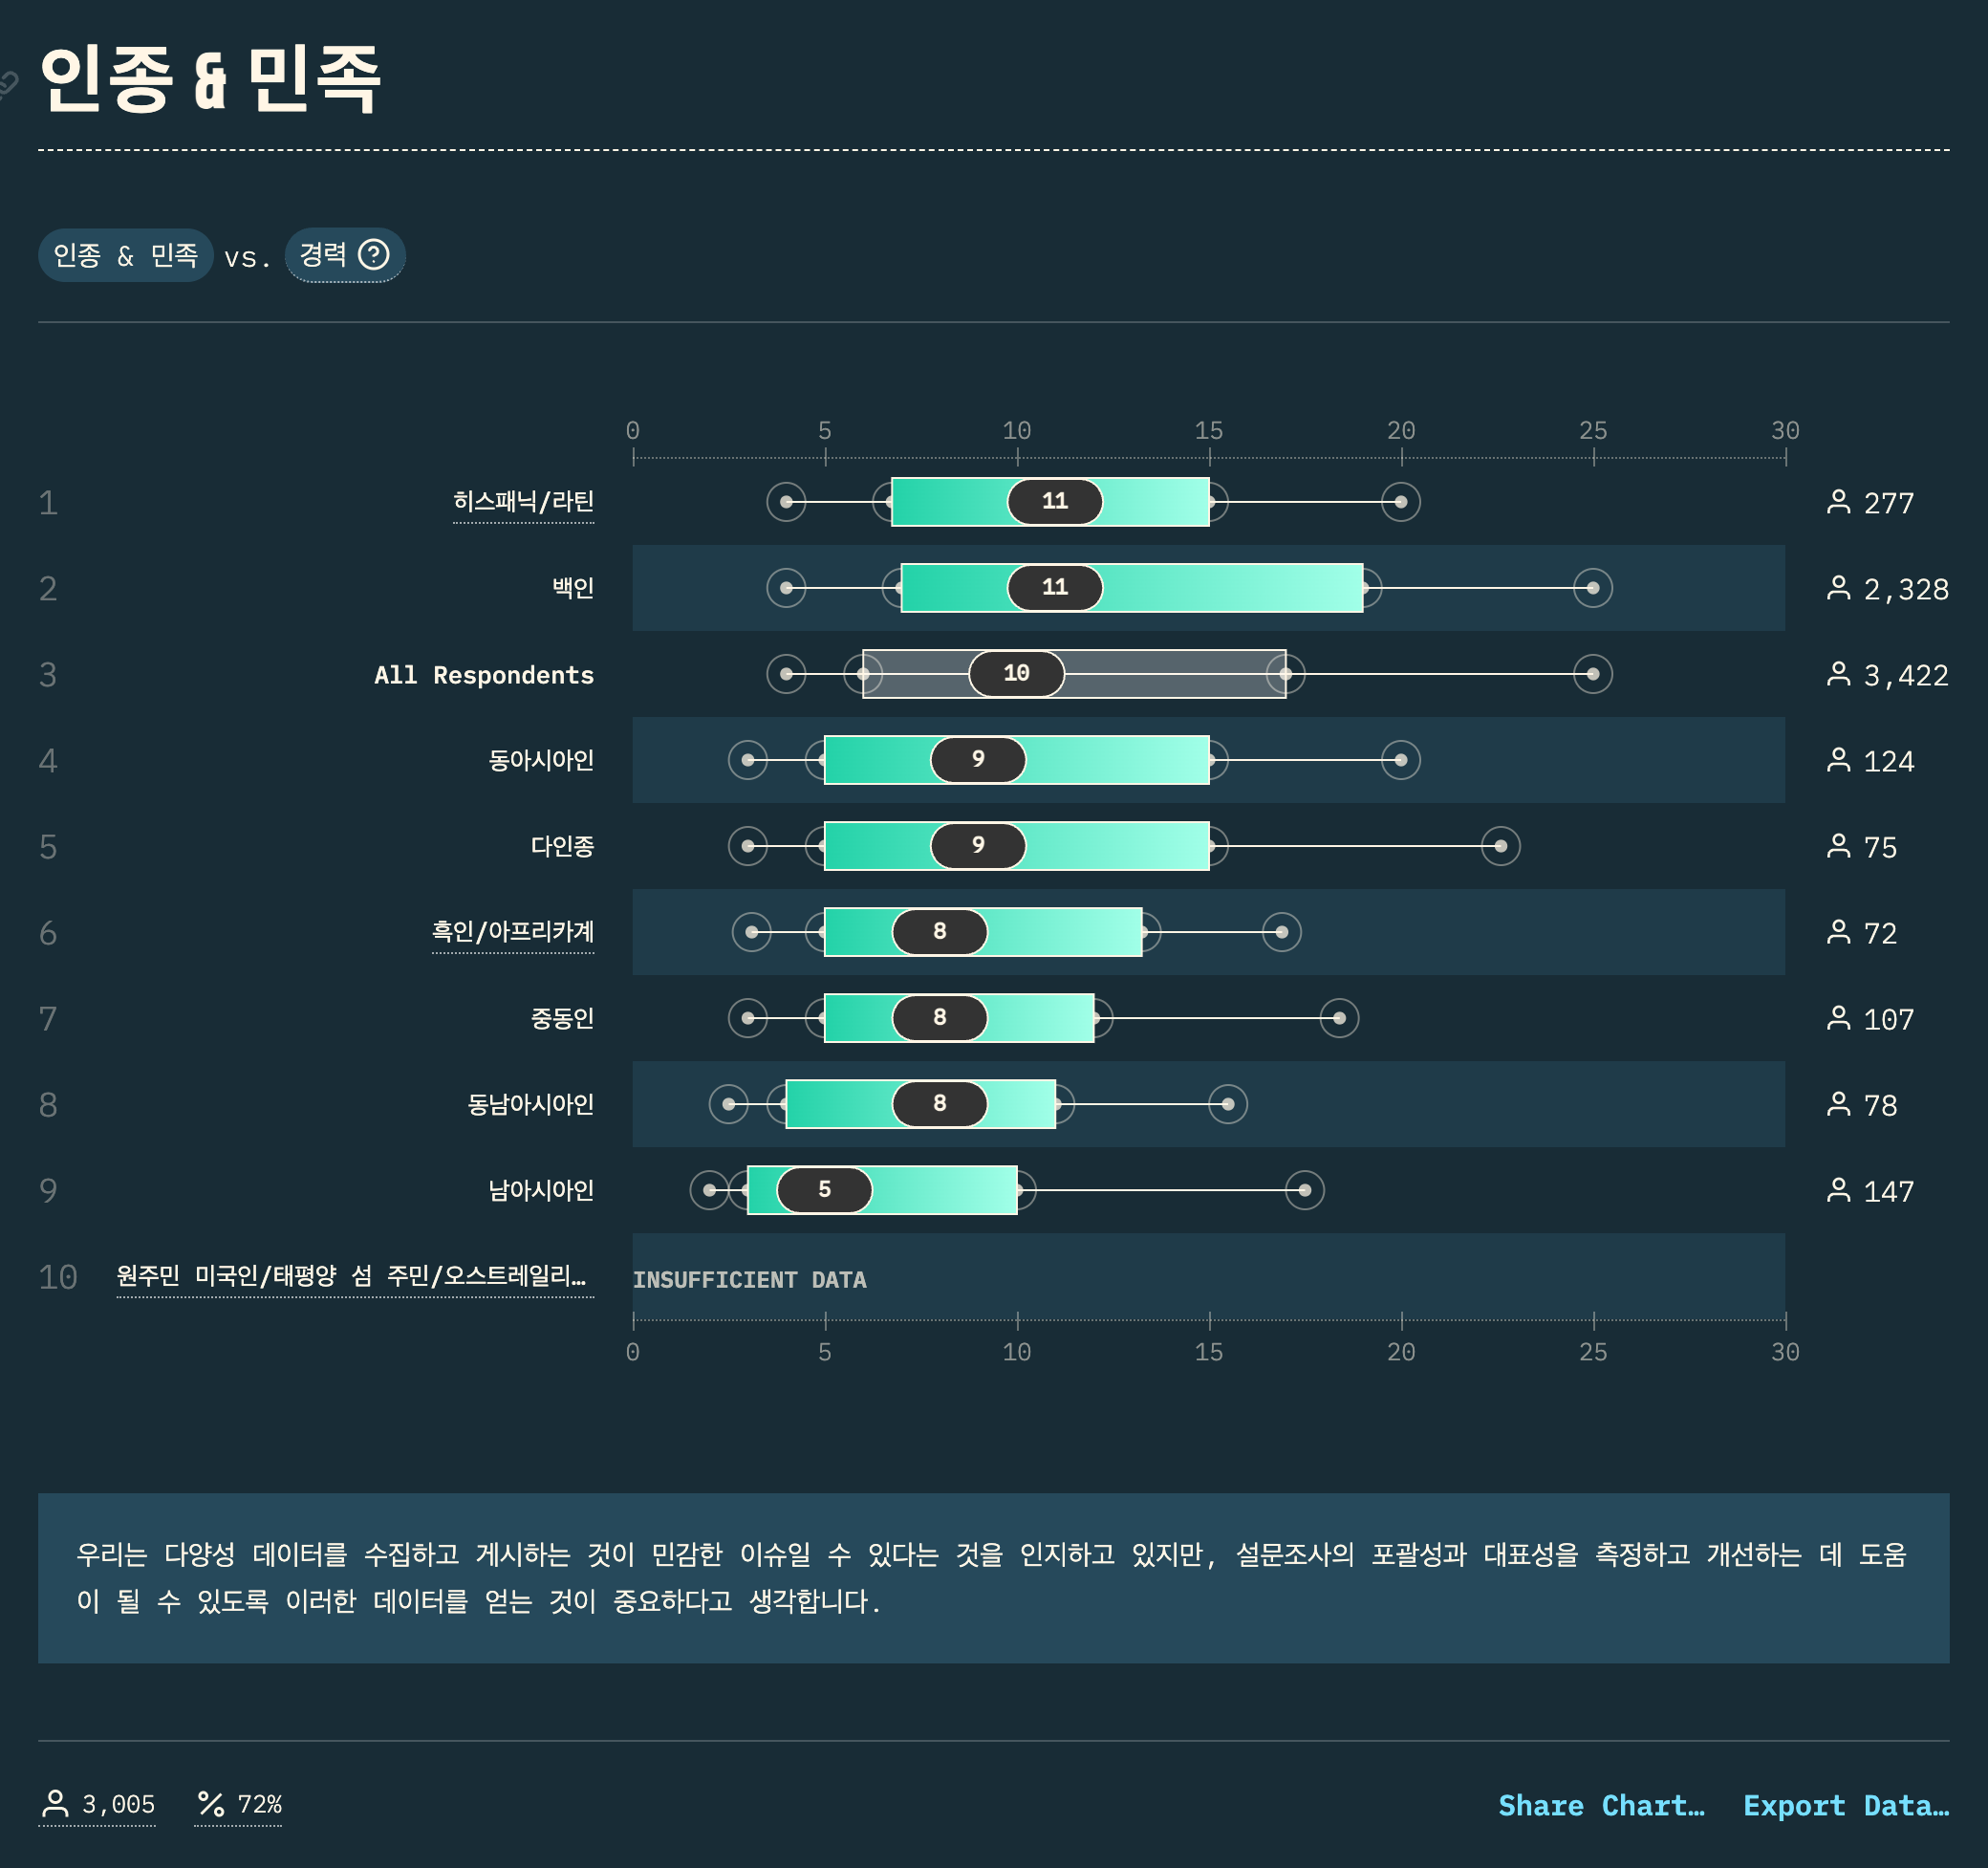 인종 & 민족
인종 & 민족 vs. 경력
0 5 10 15 20 25 30
1 히스패닉/라틴 11 277
2 백인 11 2,328
3 All Respondents 10 3,422
4 동아시아인 9 124
5 다인종 9 75
6 흑인/아프리카계 8 72
7 중동인 8 107
8 동남아시아인 8 78
9 남아시아인 5 147
10 원주민 미국인/태평양 섬 주민/오스트레일리… INSUFFICIENT DATA
0 5 10 15 20 25 30
우리는 다양성 데이터를 수집하고 게시하는 것이 민감한 이슈일 수 있다는 것을 인지하고 있지만, 설문조사의 포괄성과 대표성을 측정하고 개선하는 데 도움
이 될 수 있도록 이러한 데이터를 얻는 것이 중요하다고 생각합니다.
3,005 72% Share Chart… Export Data…